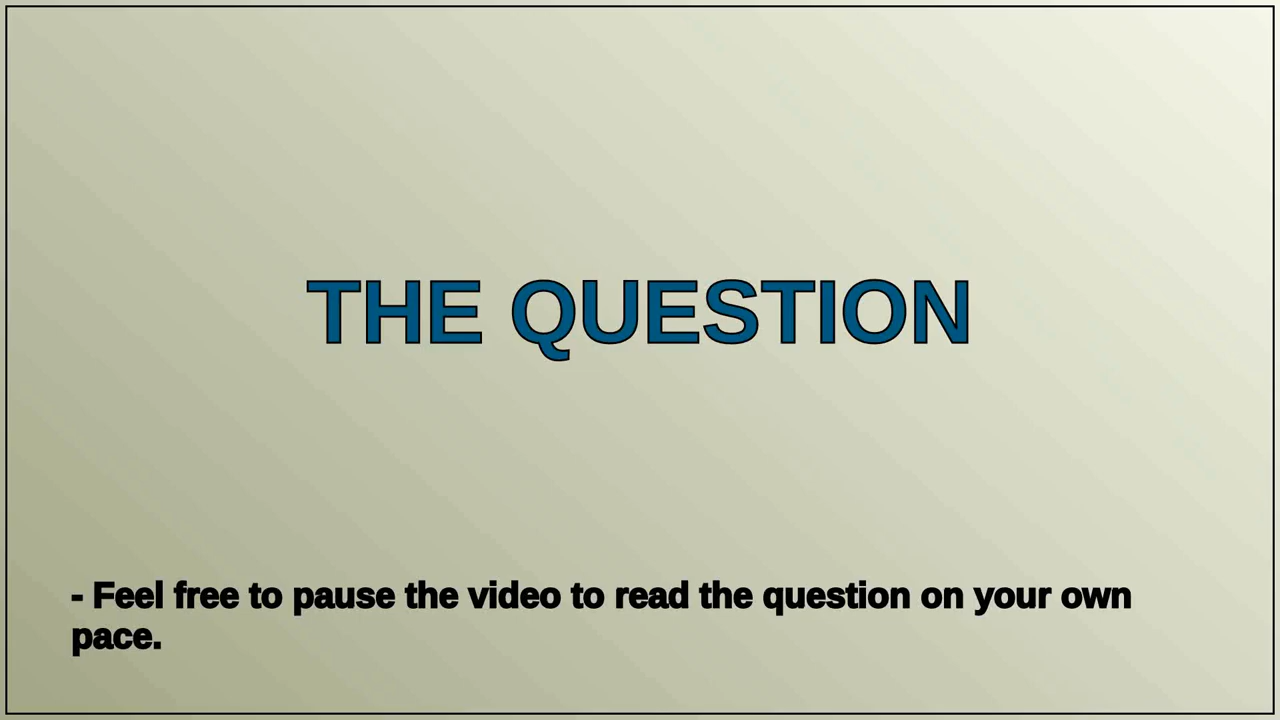 THE QUESTION
- Feel free to pause the video to read the question on your own
pace.